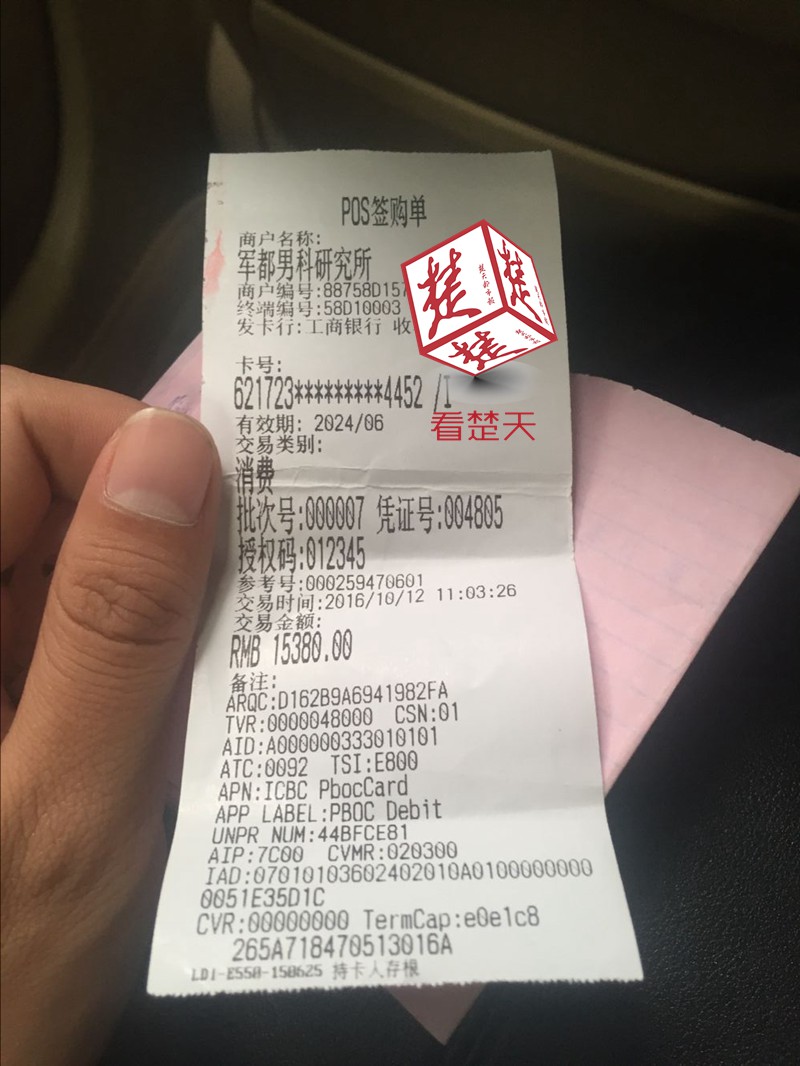 POS签购单
商户名称:
军都男科研究所
商户编号:88758D157
终端编号:58D10003
发卡行:工商银行 收
卡号:
621723*********4452 /I
有效期: 2024/06
交易类别:
消费
批次号:000007 凭证号:004805
授权码:012345
参考号:000259470601
交易时间:2016/10/12 11:03:26
交易金额:
RMB 15380.00
备注:
ARQC:D162B9A6941982FA
TVR:0000048000 CSN:01
AID:A000000333010101
ATC:0092 TSI:E800
APN:ICBC PbocCard
APP LABEL:PBOC Debit
UNPR NUM:44BFCE81
AIP:7C00 CVMR:020300
IAD:07010103602402010A0100000000
0051E35D1C
CVR:00000000 TermCap:e0e1c8
265A718470513016A
LD1-E550-150625 持卡人存根
楚
楚
楚
看楚天